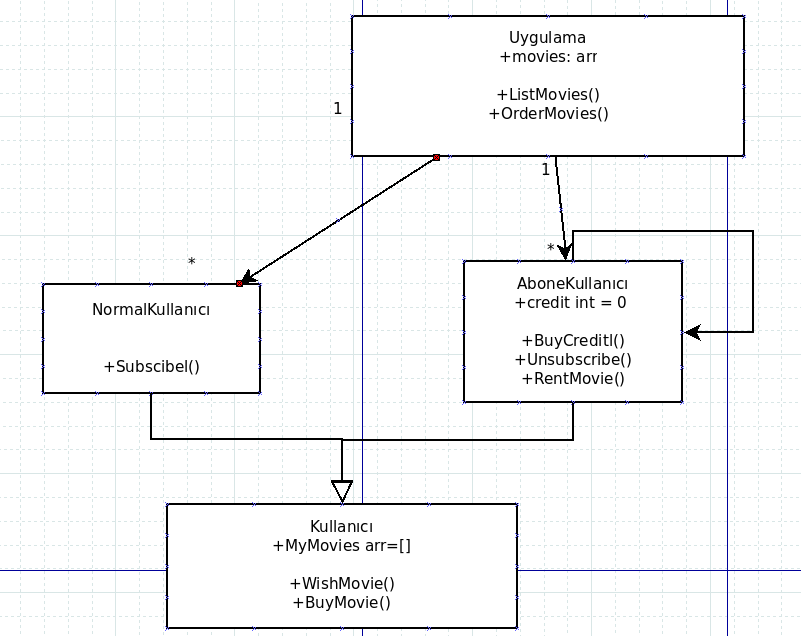 Uygulama
+movies: arr
+ListMovies()
+OrderMovies()
1
1
*
*
NormalKullanıcı
+Subscibel()
AboneKullanıcı
+credit int = 0
+BuyCreditl()
+Unsubscribe()
+RentMovie()
Kullanıcı
+MyMovies arr=[]
+WishMovie()
+BuyMovie()